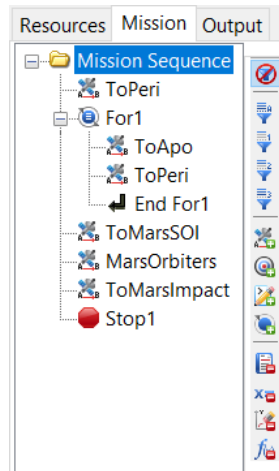 Resources Mission Output
Mission Sequence
ToPeri
For1
ToApo
ToPeri
End For1
ToMarsSOI
MarsOrbiters
ToMarsImpact
Stop1